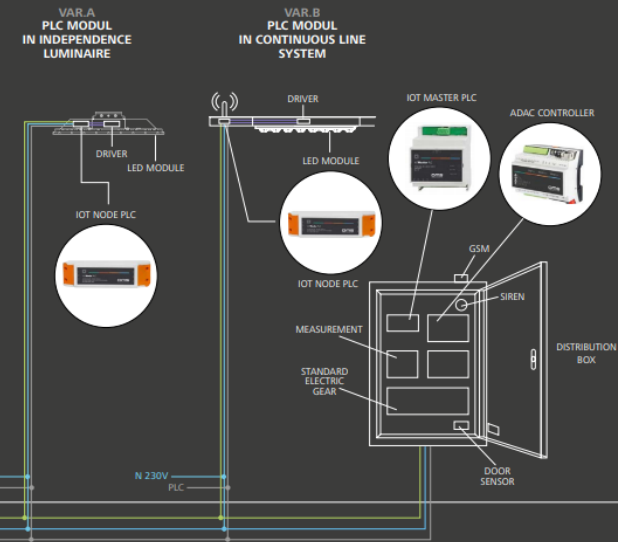 VAR.A
PLC MODUL
IN INDEPENDENCE
LUMINAIRE
VAR.B
PLC MODUL
IN CONTINUOUS LINE
SYSTEM
DRIVER
LED MODULE
IOT NODE PLC
DRIVER
LED MODULE
IOT NODE PLC
IOT MASTER PLC
ADAC CONTROLLER
GSM
SIREN
MEASUREMENT
STANDARD
ELECTRIC
GEAR
DISTRIBUTION
BOX
DOOR
SENSOR
N 230V
PLC